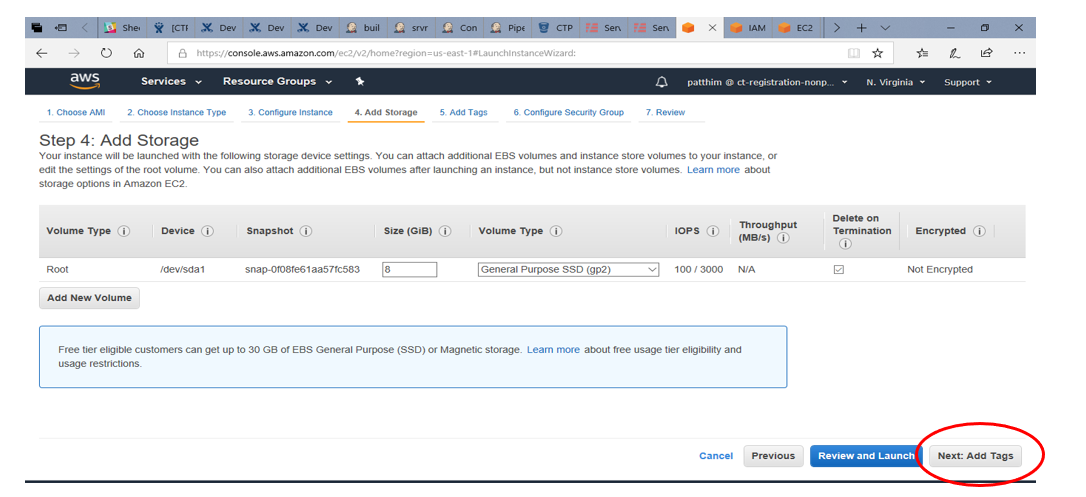 Shei
[CTF
Dev
Dev
Dev
buil
srvr
Con
Pipe
CTP
Serv
Serv
IAM
EC2
https://console.aws.amazon.com/ec2/v2/home?region=us-east-1#LaunchInstanceWizard:
aws Services Resource Groups patthim @ ct-registration-nonp... N. Virginia Support
1. Choose AMI 2. Choose Instance Type 3. Configure Instance 4. Add Storage 5. Add Tags 6. Configure Security Group 7. Review
Step 4: Add Storage
Your instance will be launched with the following storage device settings. You can attach additional EBS volumes and instance store volumes to your instance, or
edit the settings of the root volume. You can also attach additional EBS volumes after launching an instance, but not instance store volumes. Learn more about
storage options in Amazon EC2.
Volume Type Device Snapshot Size (GiB) Volume Type IOPS Throughput (MB/s) Delete on Termination Encrypted
Root /dev/sda1 snap-0f08fe61aa57fc583 8 General Purpose SSD (gp2) 100 / 3000 N/A Not Encrypted
Add New Volume
Free tier eligible customers can get up to 30 GB of EBS General Purpose (SSD) or Magnetic storage. Learn more about free usage tier eligibility and
usage restrictions.
Cancel Previous Review and Launch Next: Add Tags